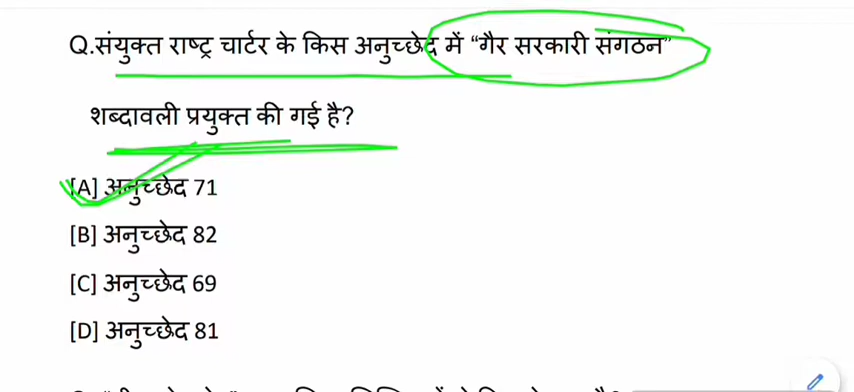 Q.संयुक्त राष्ट्र चार्टर के किस अनुच्छेद में “गैर सरकारी संगठन”
शब्दावली प्रयुक्त की गई है?
[A] अनुच्छेद 71
[B] अनुच्छेद 82
[C] अनुच्छेद 69
[D] अनुच्छेद 81